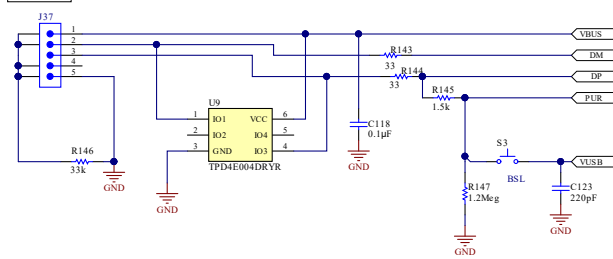 J37
1
2
3
4
5
VBUS
R143
33
DM
R144
33
DP
R145
1.5k
PUR
U9
1
IO1
VCC
6
2
IO2
IO4
5
3
GND
IO3
4
TPD4E004DRYR
C118
0.1µF
GND
R146
33k
GND
GND
S3
BSL
VUSB
R147
1.2Meg
GND
C123
220pF
GND